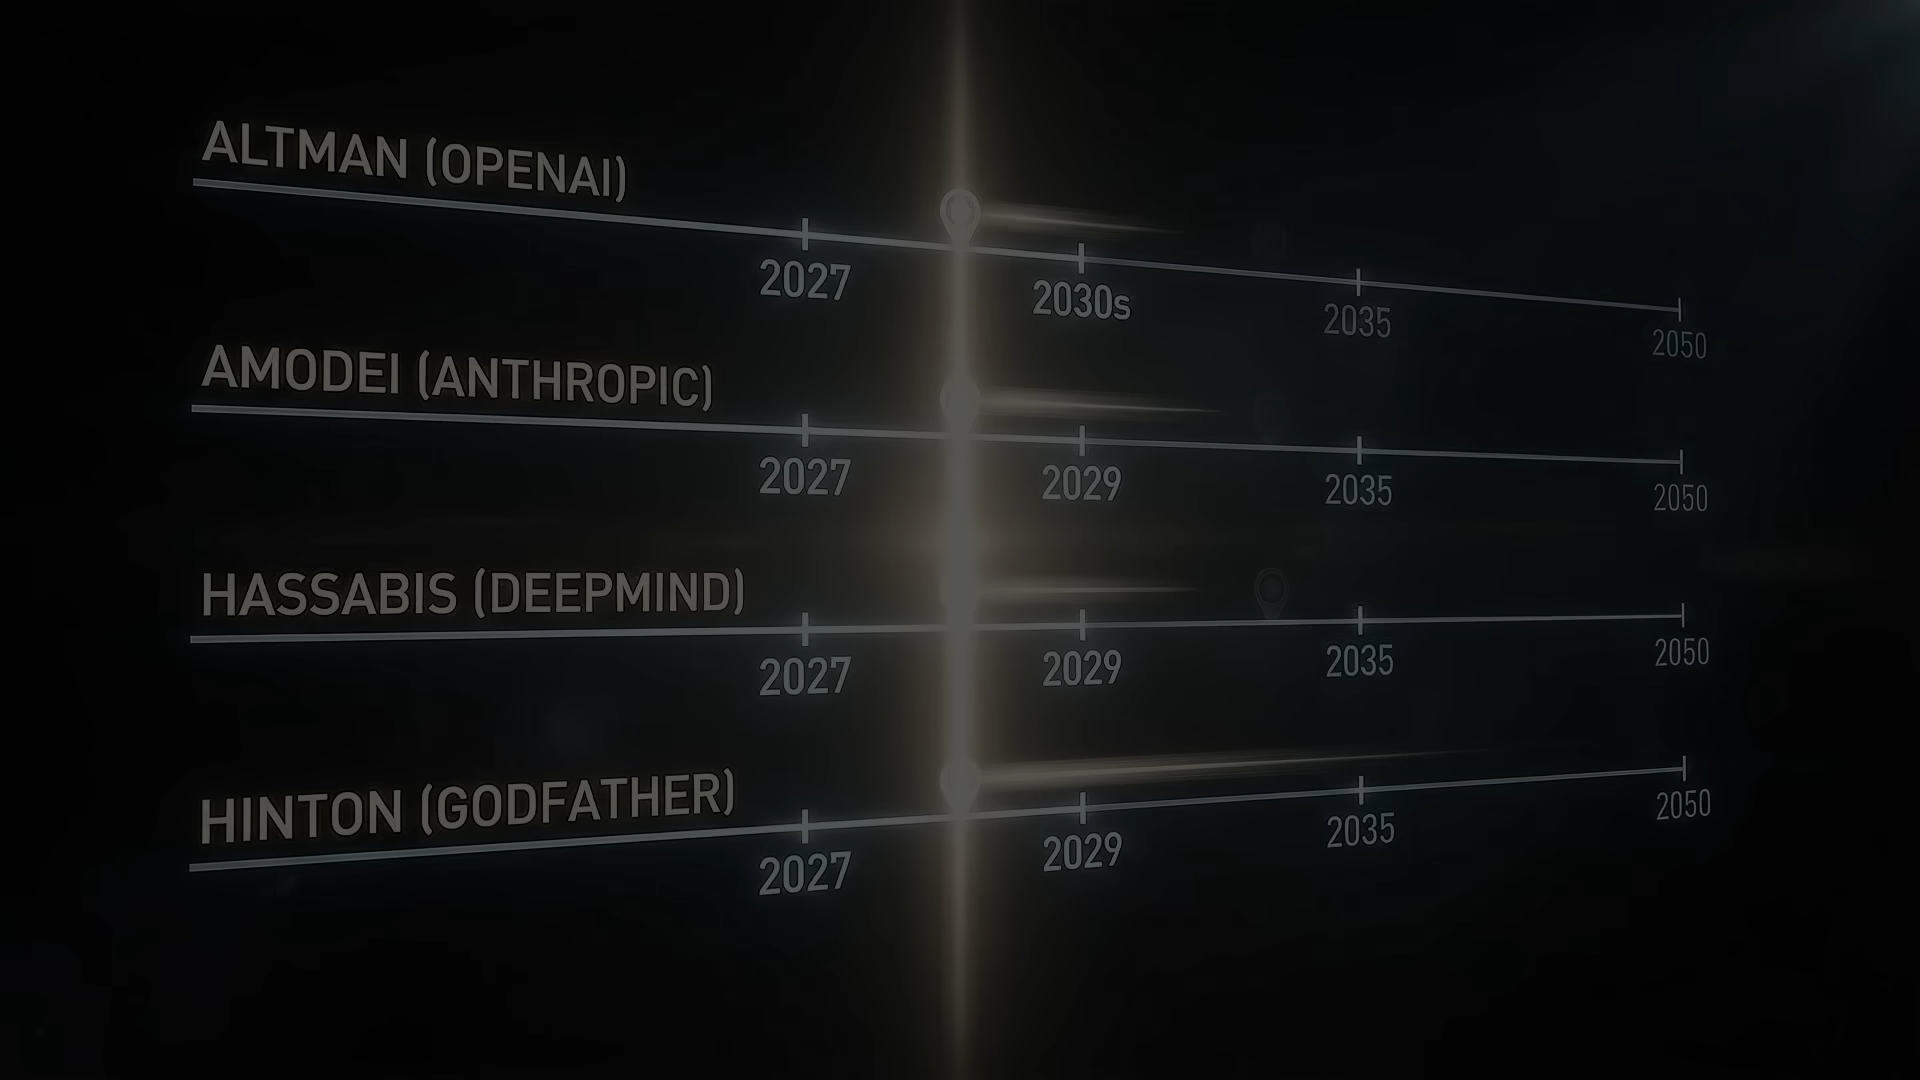 ALTMAN (OPENAI)
2027 2030s 2035 2050
AMODEI (ANTHROPIC)
2027 2029 2035 2050
HASSABIS (DEEPMIND)
2027 2029 2035 2050
HINTON (GODFATHER)
2027 2029 2035 2050